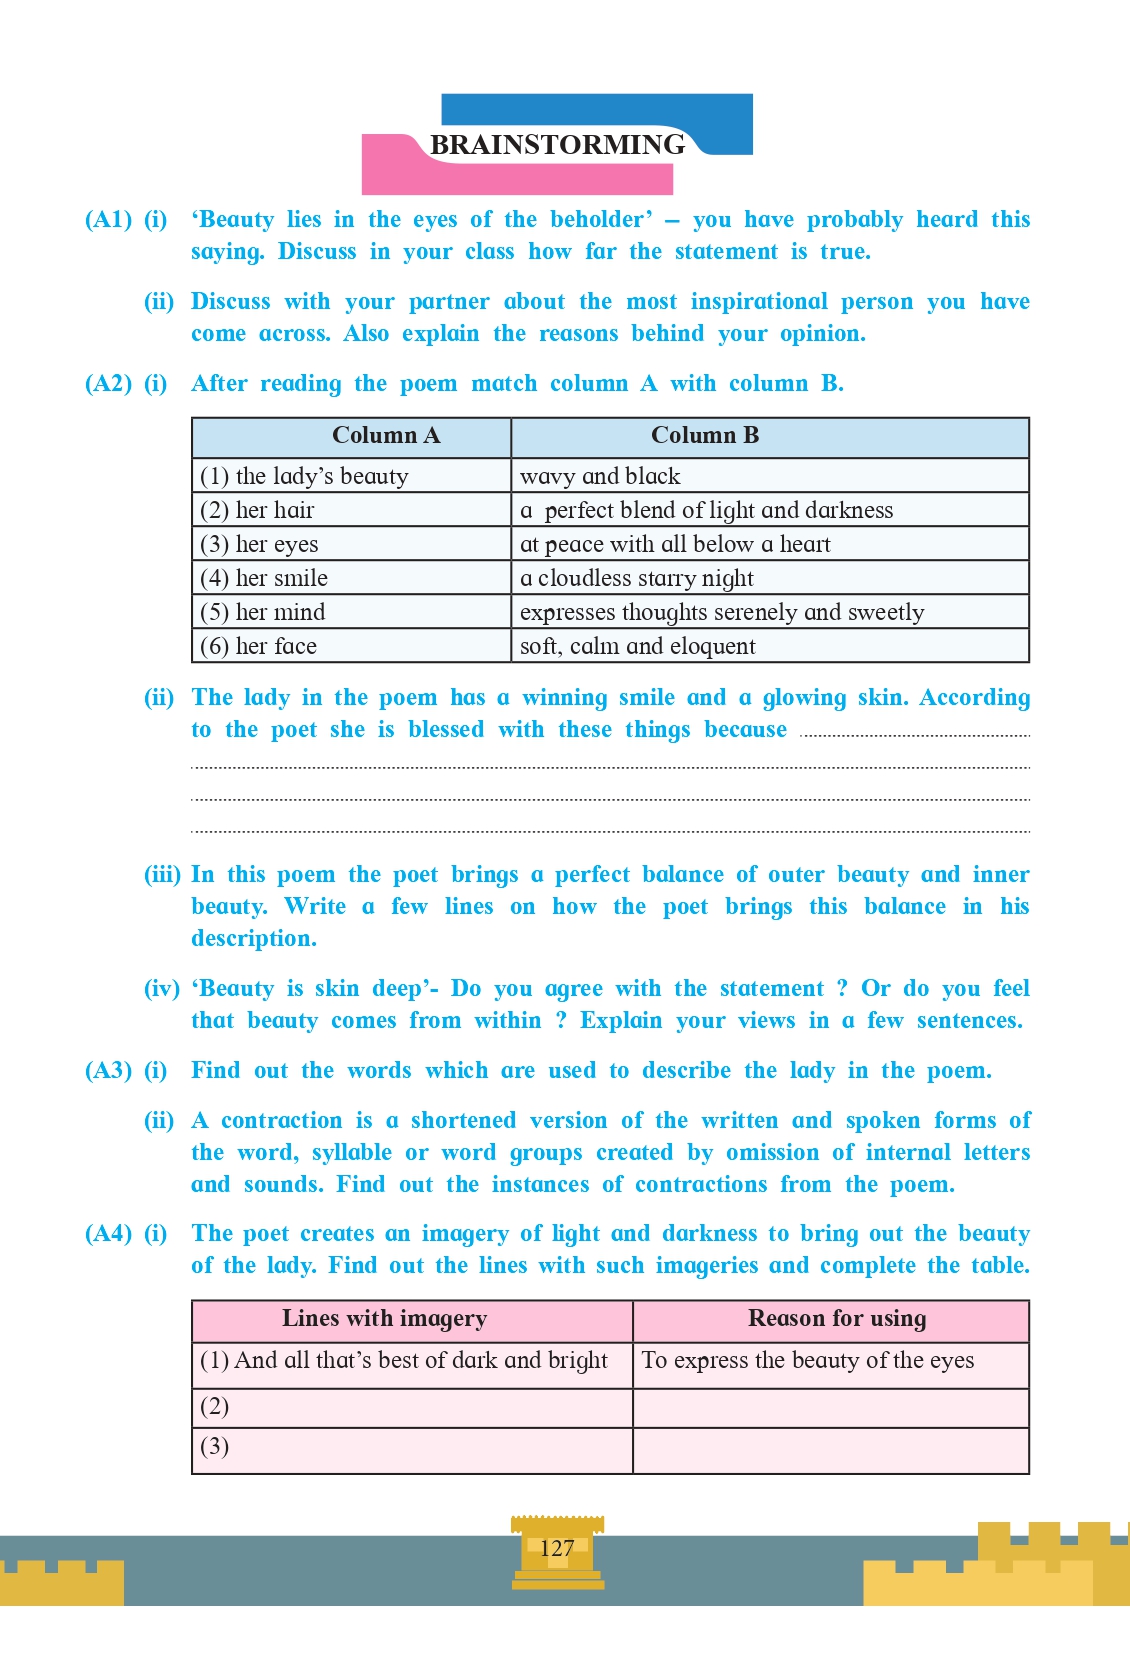 BRAINSTORMING
(A1) (i) ‘Beauty lies in the eyes of the beholder’ – you have probably heard this
saying. Discuss in your class how far the statement is true.
(ii) Discuss with your partner about the most inspirational person you have
come across. Also explain the reasons behind your opinion.
(A2) (i) After reading the poem match column A with column B.
Column A Column B
(1) the lady’s beauty wavy and black
(2) her hair a perfect blend of light and darkness
(3) her eyes at peace with all below a heart
(4) her smile a cloudless starry night
(5) her mind expresses thoughts serenely and sweetly
(6) her face soft, calm and eloquent
(ii) The lady in the poem has a winning smile and a glowing skin. According
to the poet she is blessed with these things because
(iii) In this poem the poet brings a perfect balance of outer beauty and inner
beauty. Write a few lines on how the poet brings this balance in his
description.
(iv) ‘Beauty is skin deep’- Do you agree with the statement ? Or do you feel
that beauty comes from within ? Explain your views in a few sentences.
(A3) (i) Find out the words which are used to describe the lady in the poem.
(ii) A contraction is a shortened version of the written and spoken forms of
the word, syllable or word groups created by omission of internal letters
and sounds. Find out the instances of contractions from the poem.
(A4) (i) The poet creates an imagery of light and darkness to bring out the beauty
of the lady. Find out the lines with such imageries and complete the table.
Lines with imagery Reason for using
(1) And all that’s best of dark and bright To express the beauty of the eyes
(2)
(3)
127